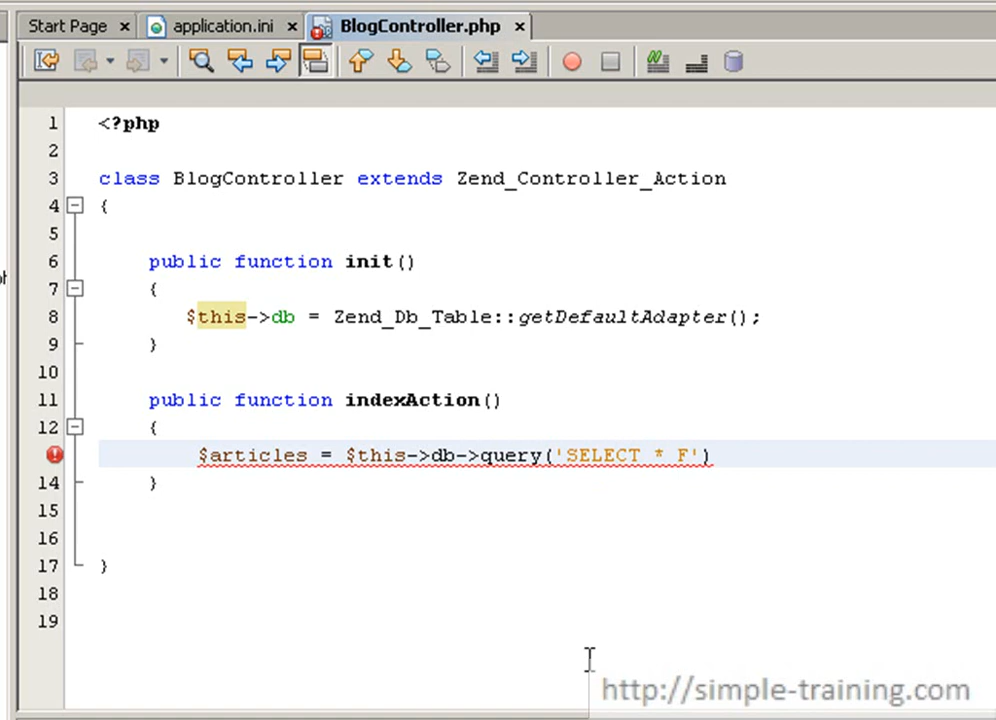 Start Page × application.ini × BlogController.php ×
1 <?php
2
3 class BlogController extends Zend_Controller_Action
4 {
5
6 public function init()
7 {
8 $this->db = Zend_Db_Table::getDefaultAdapter();
9 }
10
11 public function indexAction()
12 {
$articles = $this->db->query('SELECT * F')
14 }
15
16
17 }
18
19
http://simple-training.com